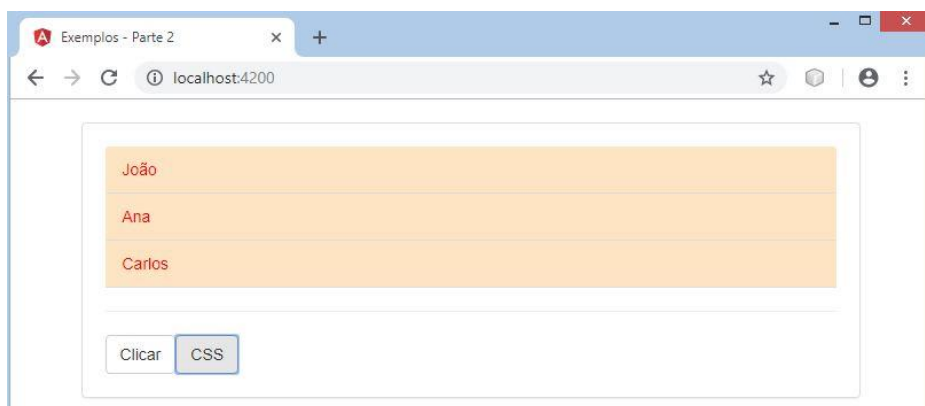 Exemplos - Parte 2
localhost:4200
João
Ana
Carlos
Clicar CSS